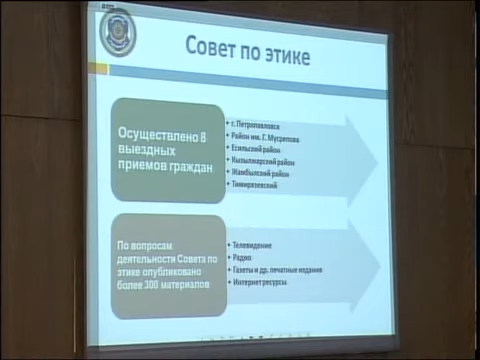 Совет по этике
Осуществлено 8
выездных
приемов граждан
• г. Петропавловск
• Район им. Г. Мусрепова
• Есильский район
• Кызылжарский район
• Жамбылский район
• Тимирязевский
По вопросам
деятельности Совета по
этике опубликовано
более 300 материалов
• Телевидение
• Радио
• Газеты и др. печатные издания
• Интернет ресурсы